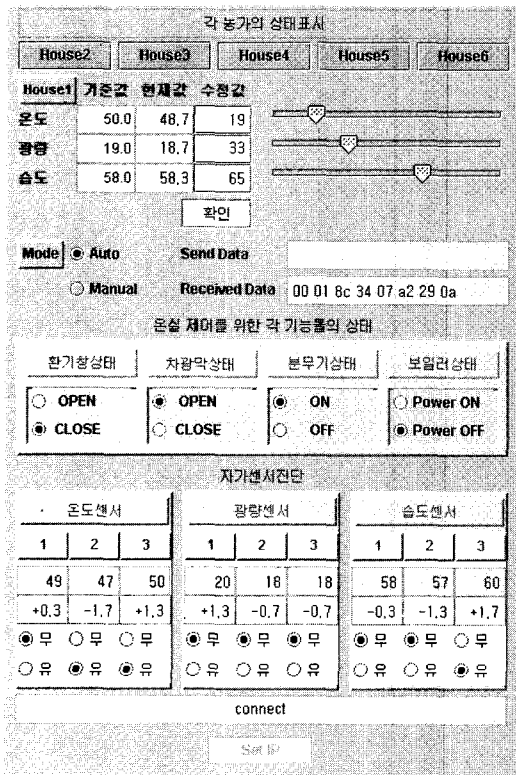 각 농가의 상태표시
House2 House3 House4 House5 House6
House1 기준값 현재값 수정값
온도 50.0 48.7 19
광량 19.0 18.7 33
습도 58.0 58.3 65
확인
Mode Auto Send Data
Manual Received Data 00 01 8c 34 07 a2 29 0a
온실 제어를 위한 각 기능들의 상태
환기창상태 차광막상태 분무기상태 보일러상태
OPEN OPEN ON Power ON
CLOSE CLOSE OFF Power OFF
자가센서진단
온도센서 광량센서 습도센서
1 2 3 1 2 3 1 2 3
49 47 50 20 18 18 58 57 60
+0.3 -1.7 +1.3 +1.3 -0.7 -0.7 -0.3 -1.3 +1.7
무 무 무 무 무 무 무 무 무
유 유 유 유 유 유 유 유 유
connect
Set IP